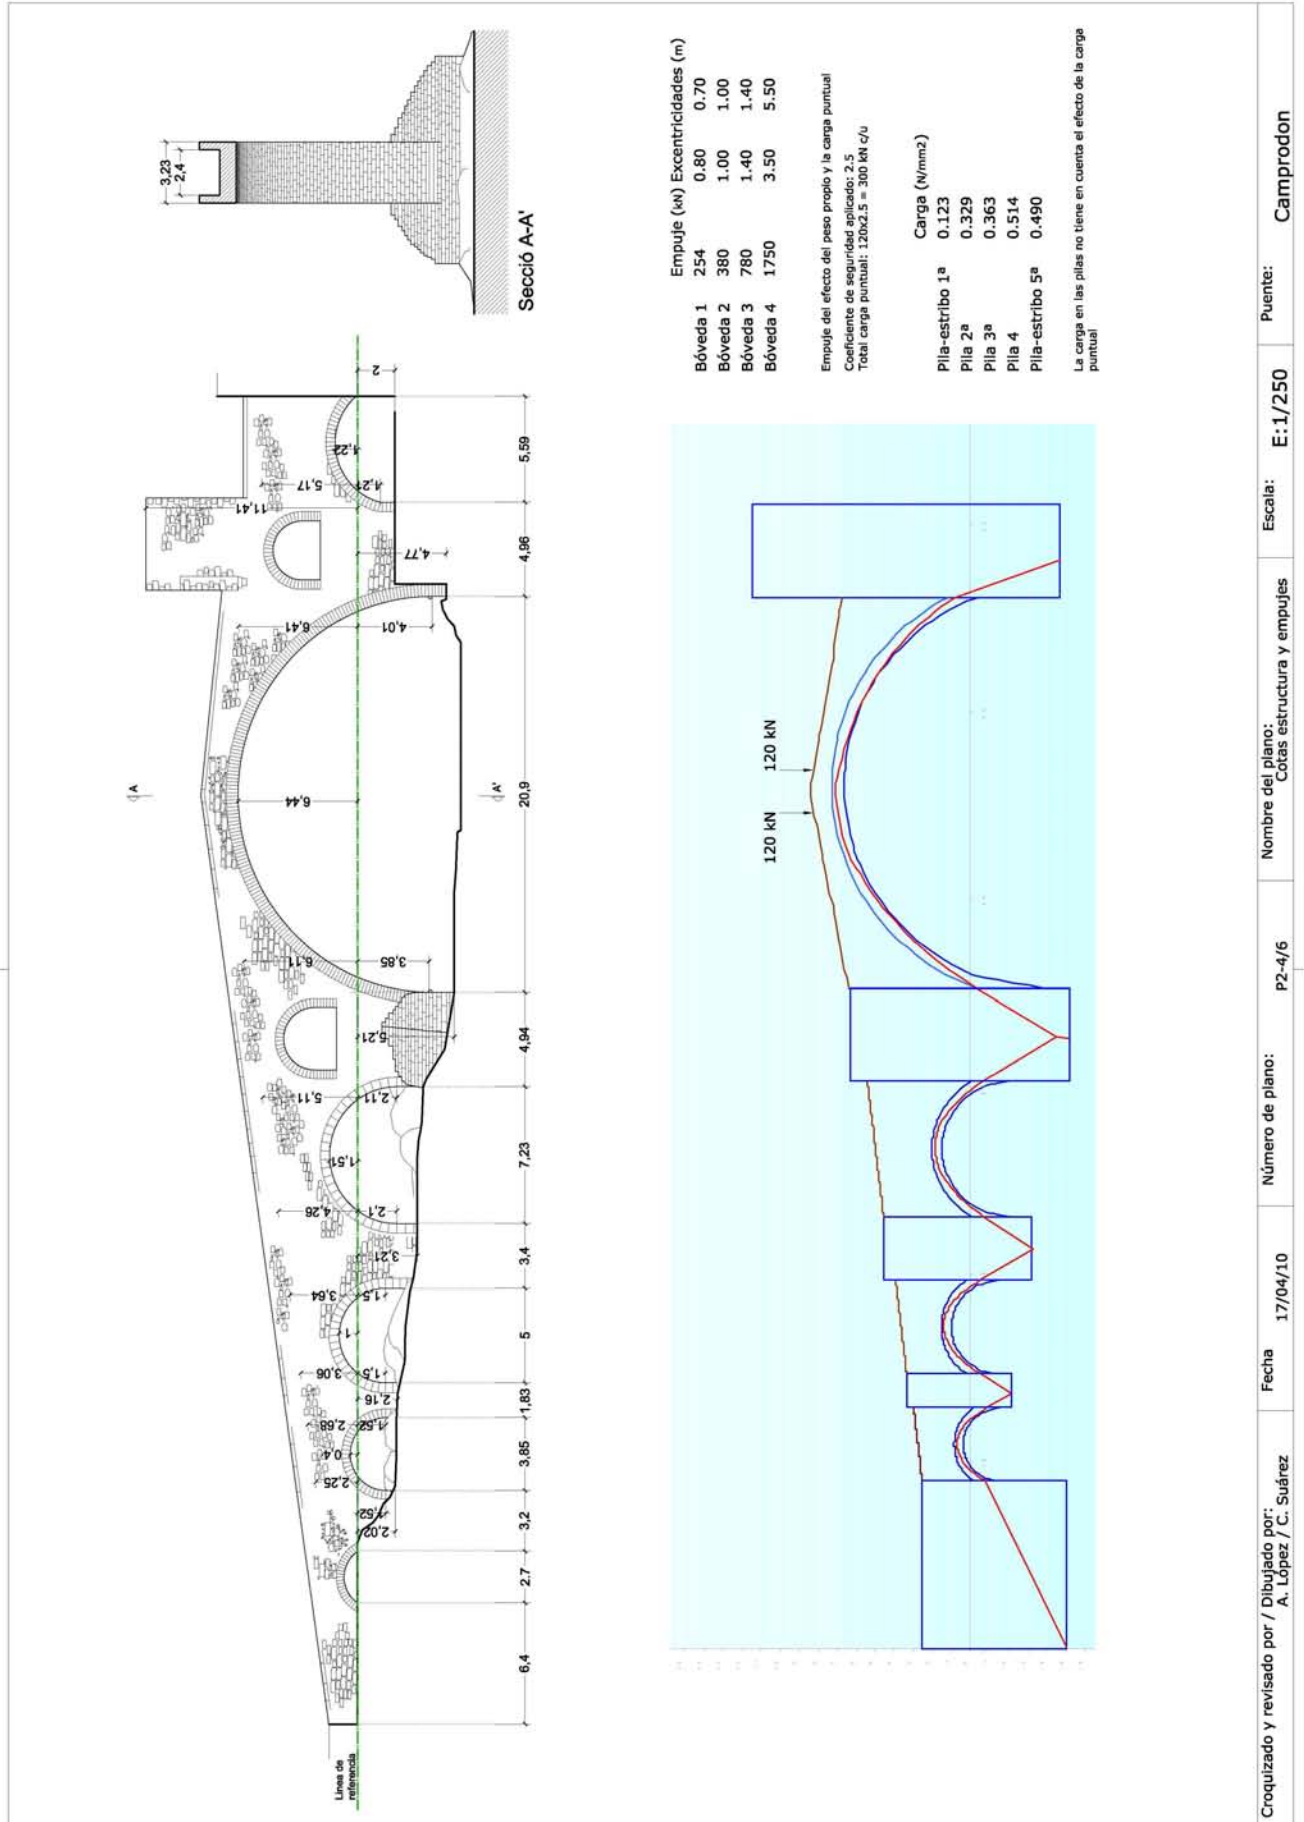 3,23
2,4
Secció A-A'
Linea de
referencia
A
A'
6,4
2.7
3,2
3,85
1,83
5
3,4
7,23
4,94
20,9
4,96
5,59
2,02
1,52
2,25
0,4
2,68
1,52
2,16
3,06
1,5
1
3,64
1,5
3,21
4,26
2,1
1,51
5,11
2,11
5,21
6,11
3,85
6,44
6,41
4,01
4,77
11,41
5,17
1,21
1,22
2
Empuje (kN) Excentricidades (m)
Bóveda 1 254 0.80 0.70
Bóveda 2 380 1.00 1.00
Bóveda 3 780 1.40 1.40
Bóveda 4 1750 3.50 5.50
Empuje del efecto del peso propio y la carga puntual
Coeficiente de seguridad aplicado: 2.5
Total carga puntual: 120x2.5 = 300 kN c/u
Carga (N/mm2)
Pila-estribo 1ª 0.123
Pila 2ª 0.329
Pila 3ª 0.363
Pila 4 0.514
Pila-estribo 5ª 0.490
La carga en las pilas no tiene en cuenta el efecto de la carga
puntual
120 kN
120 kN
Croquizado y revisado por / Dibujado por:
A. López / C. Suárez
Fecha
17/04/10
Número de plano:
P2-4/6
Nombre del plano:
Cotas estructura y empujes
Escala:
E:1/250
Puente:
Camprodon